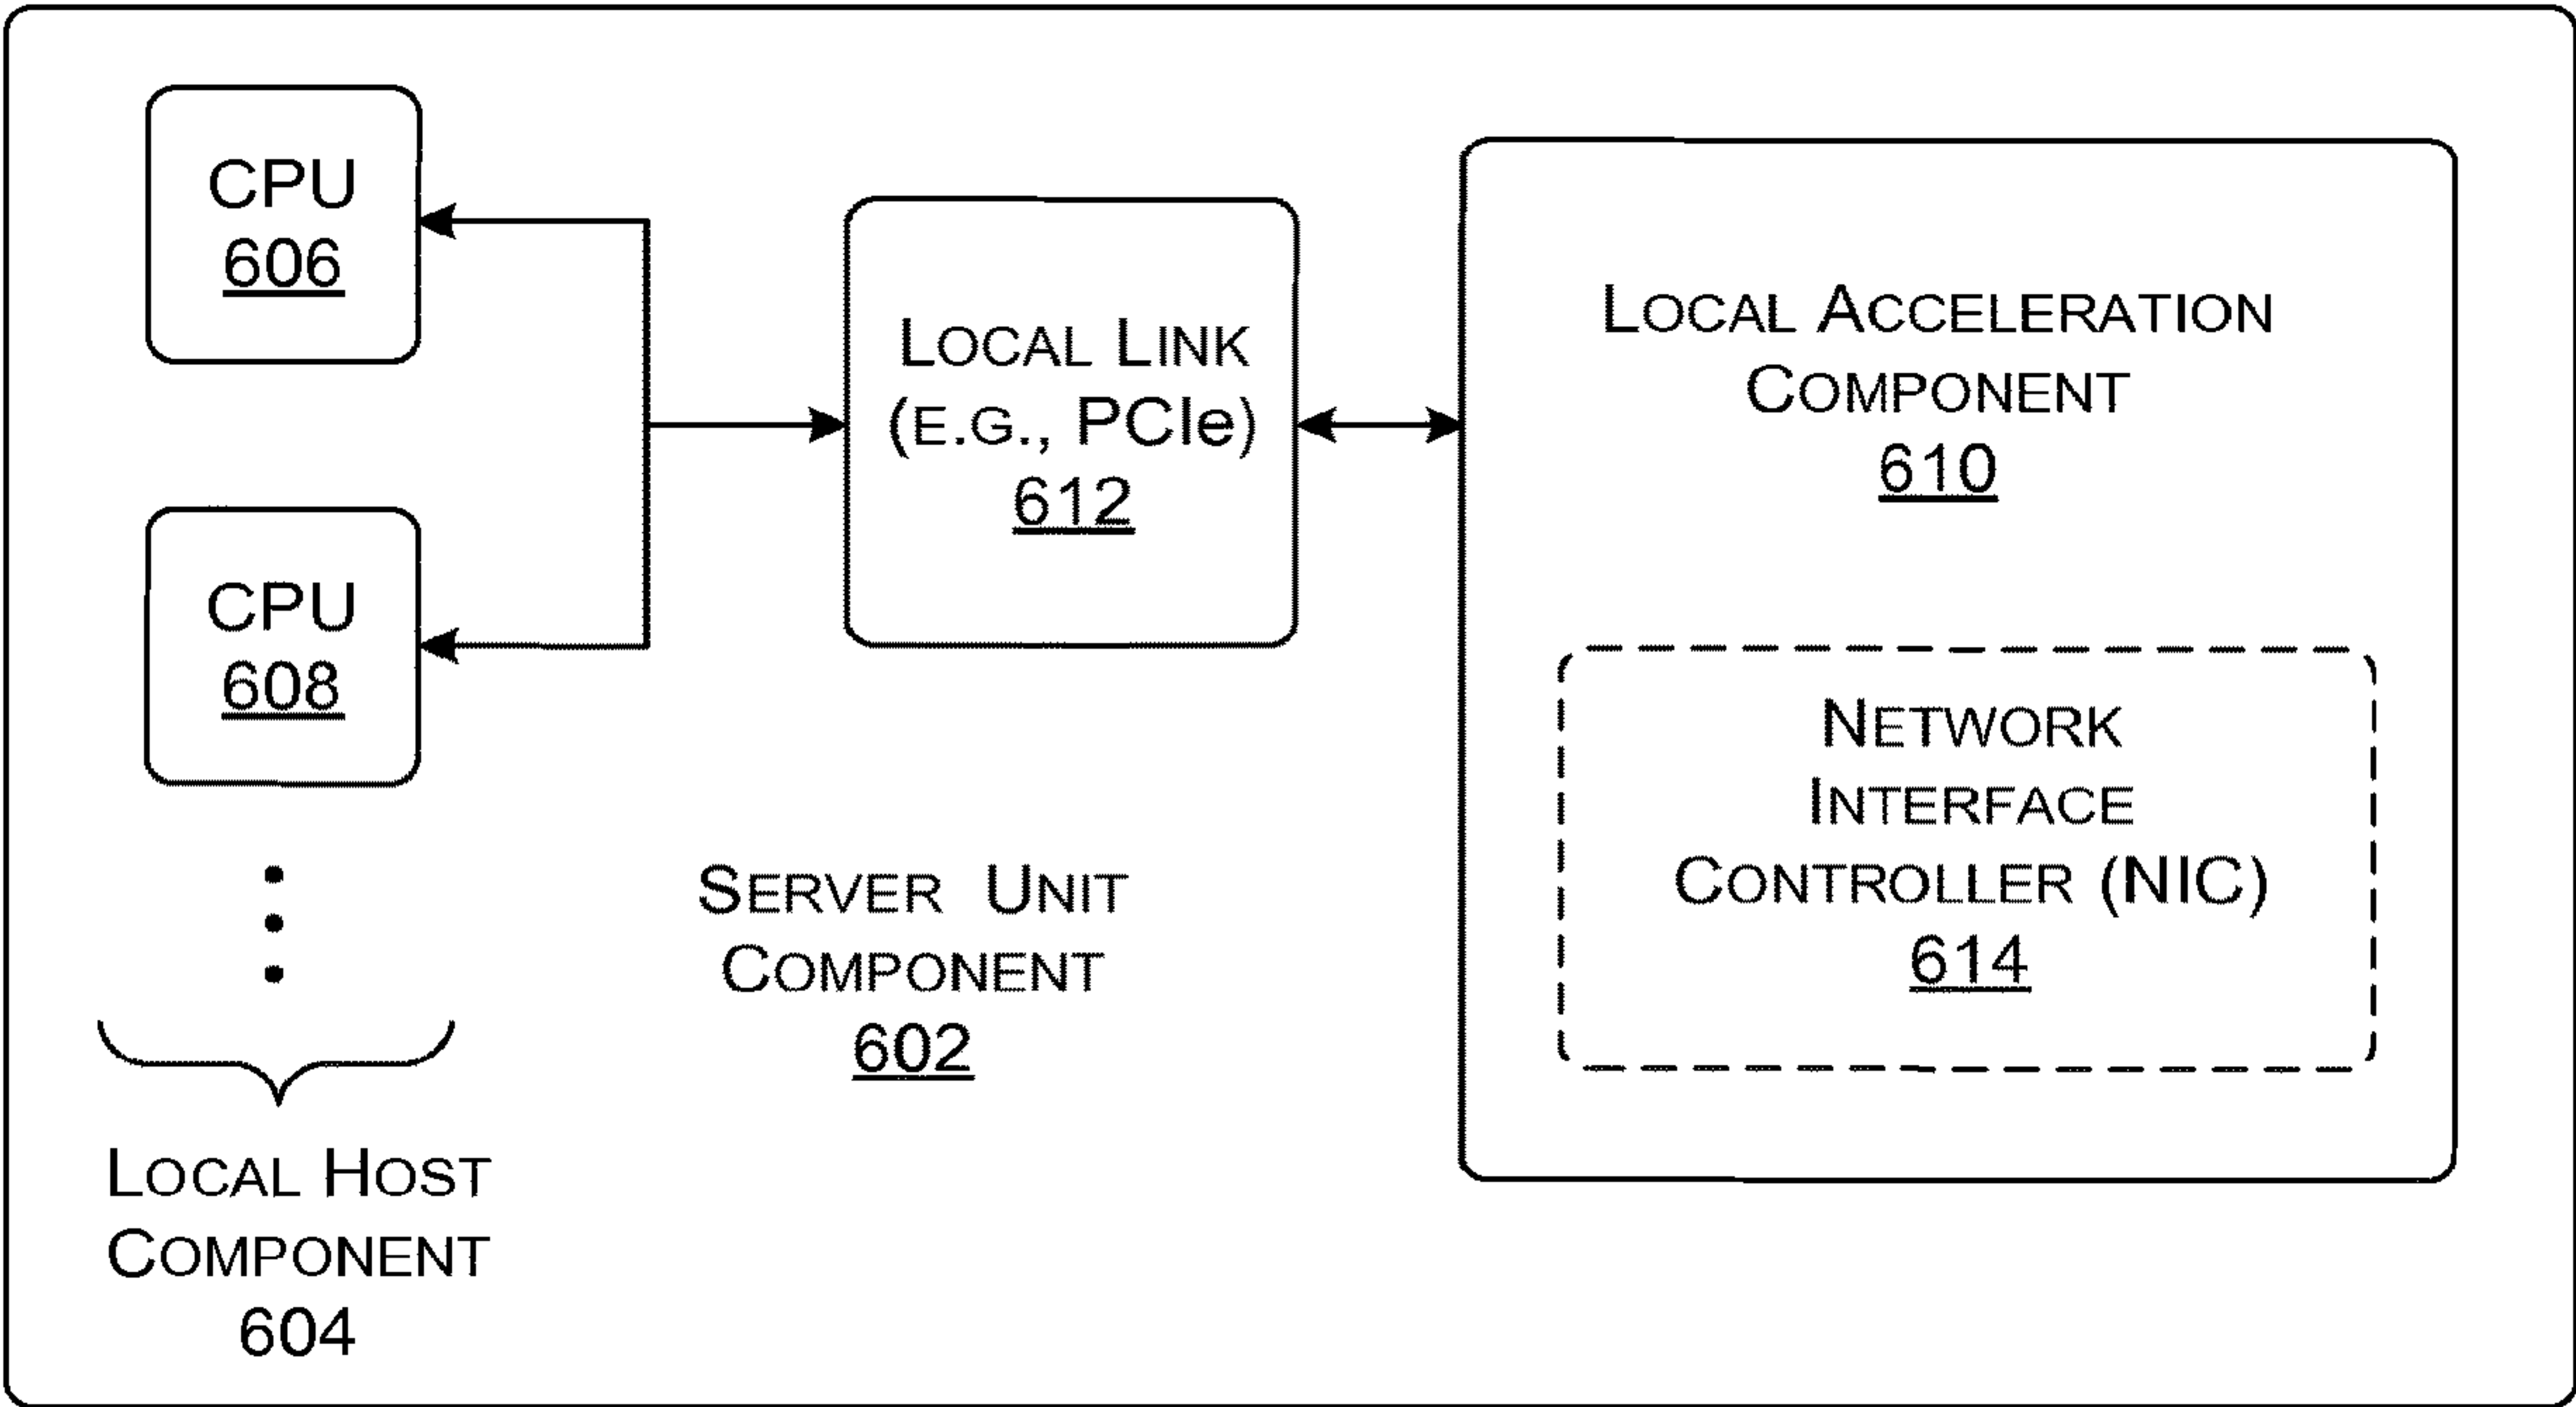 CPU
606
CPU
608
LOCAL HOST
COMPONENT
604
LOCAL LINK
(E.G., PCIe)
612
SERVER UNIT
COMPONENT
602
LOCAL ACCELERATION
COMPONENT
610
NETWORK
INTERFACE
CONTROLLER (NIC)
614